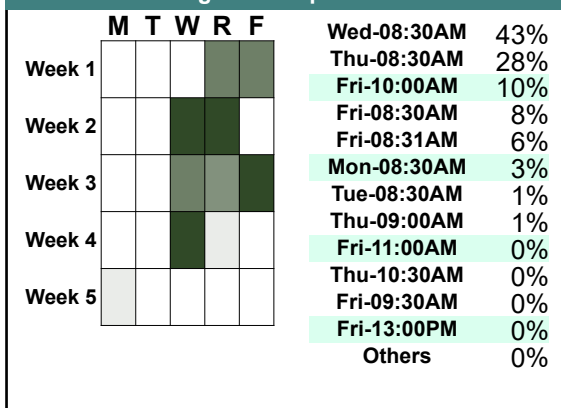 M T W R F
Week 1
Week 2
Week 3
Week 4
Week 5
Wed-08:30AM 43%
Thu-08:30AM 28%
Fri-10:00AM 10%
Fri-08:30AM 8%
Fri-08:31AM 6%
Mon-08:30AM 3%
Tue-08:30AM 1%
Thu-09:00AM 1%
Fri-11:00AM 0%
Thu-10:30AM 0%
Fri-09:30AM 0%
Fri-13:00PM 0%
Others 0%